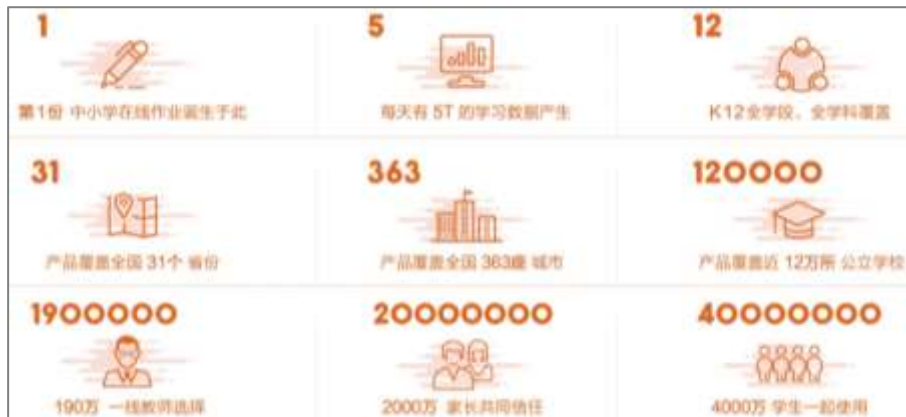 1
5
12
第1份 中小学在线作业诞生于此
每天有 5T 的学习数据产生
K12全学段、全学科覆盖
31
363
120000
产品覆盖全国 31个 省份
产品覆盖全国 363座 城市
产品覆盖近 12万所 公立学校
1900000
20000000
40000000
190万 一线教师选择
2000万 家长共同信任
4000万 学生一起使用